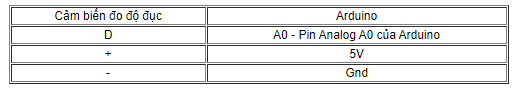 Cảm biến đo độ đục Arduino
D A0 - Pin Analog A0 của Arduino
+ 5V
- Gnd